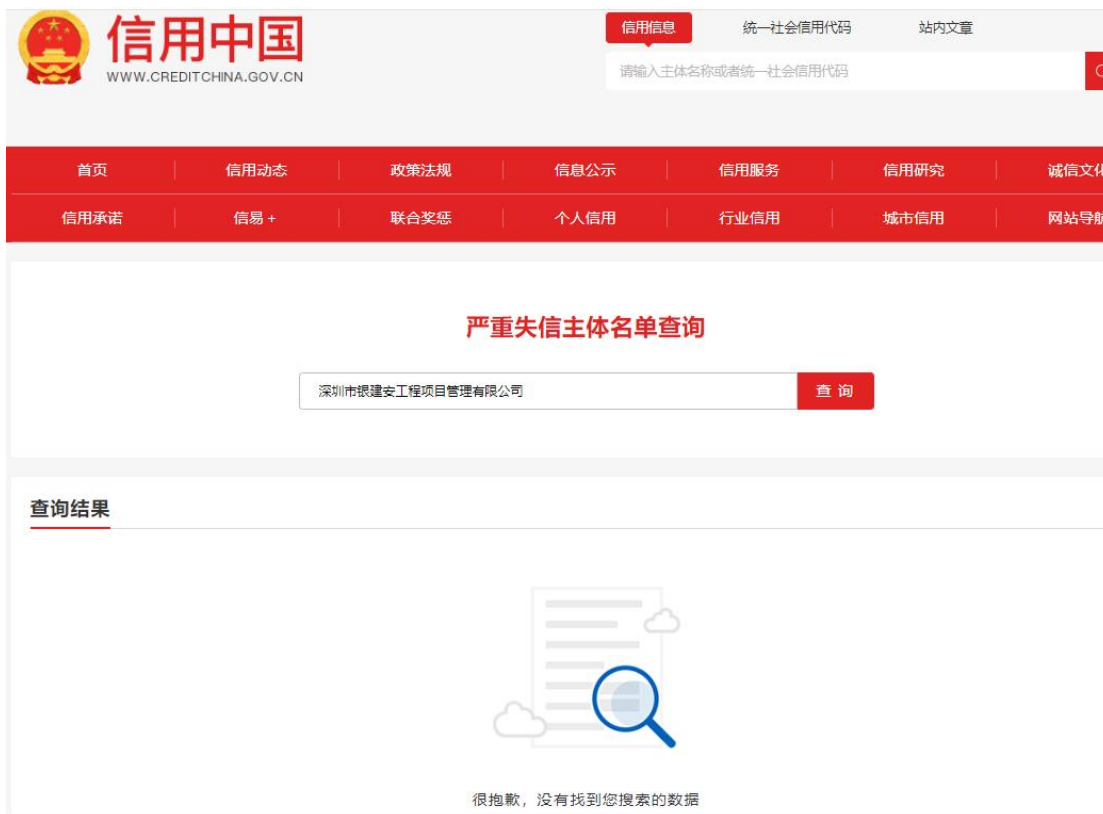 信用中国
WWW.CREDITCHINA.GOV.CN
信用信息 统一社会信用代码 站内文章
请输入主体名称或者统一社会信用代码
首页 信用动态 政策法规 信息公示 信用服务 信用研究 诚信文化
信用承诺 信易+ 联合奖惩 个人信用 行业信用 城市信用 网站导航
严重失信主体名单查询
深圳市银建安工程项目管理有限公司 查询
查询结果
很抱歉，没有找到您搜索的数据